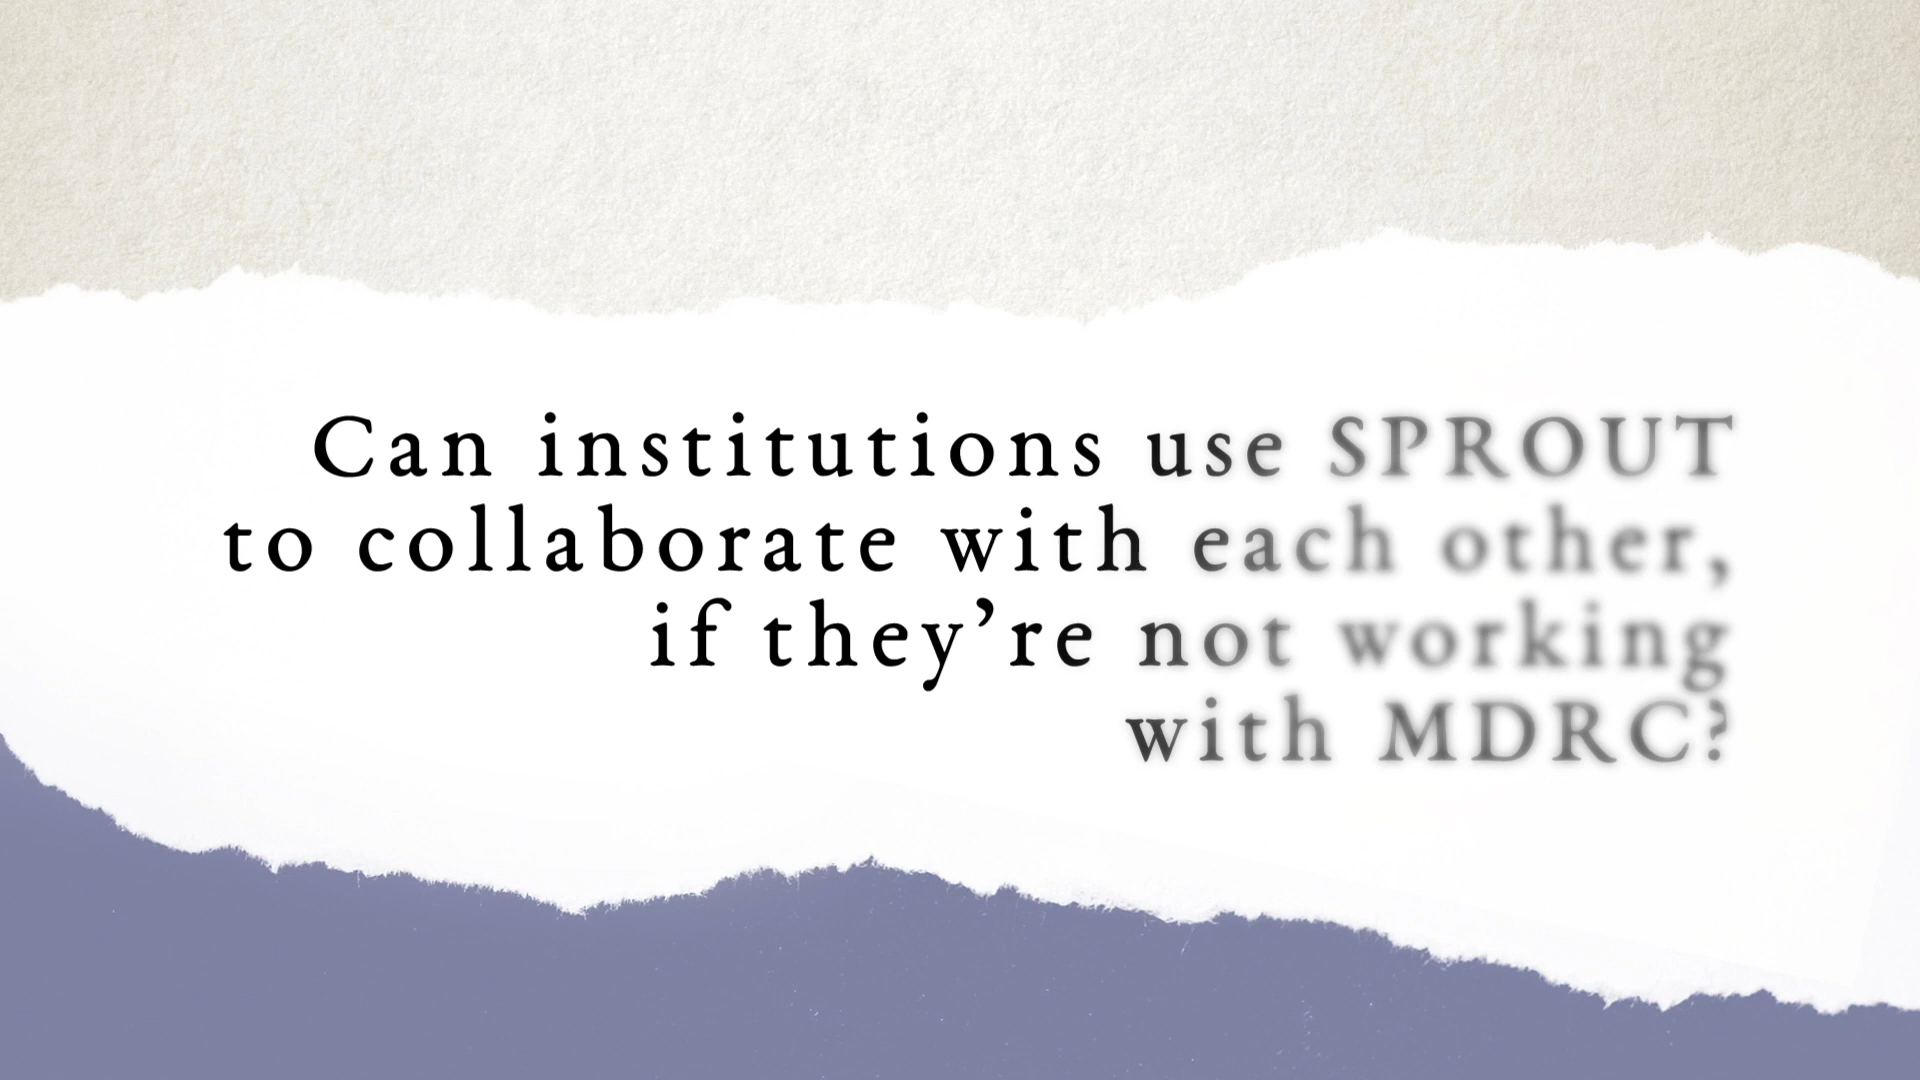 Can institutions use SPROUT
to collaborate with each other,
if they’re not working
with MDRC?